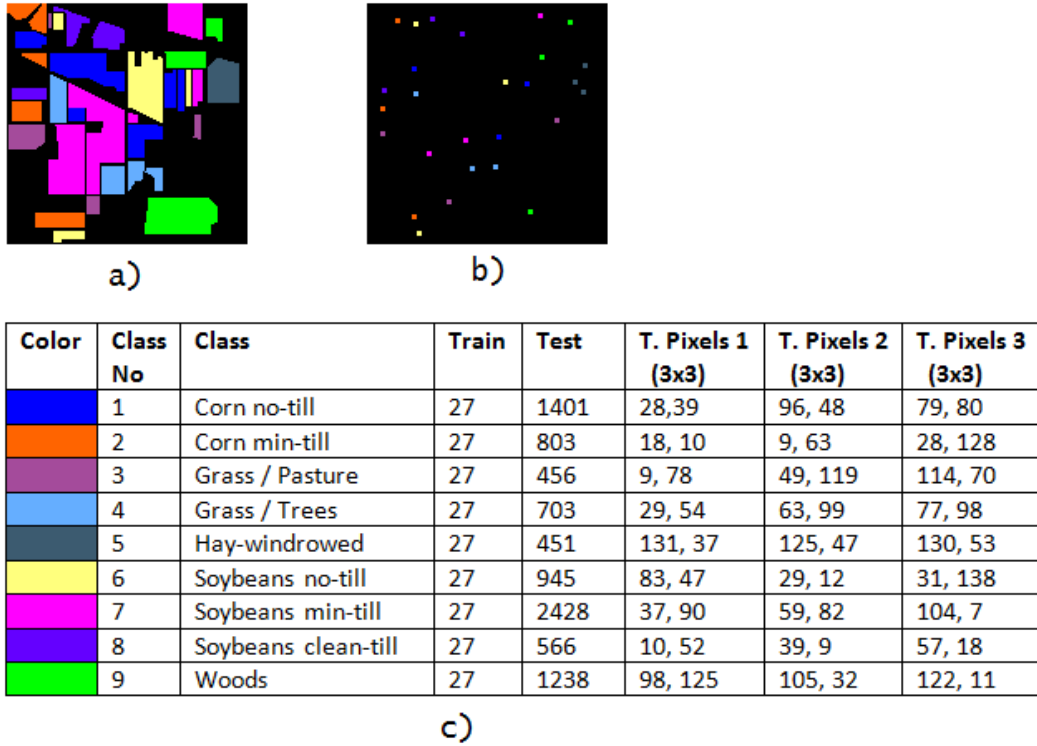 a)
b)
Color Class No Class Train Test T. Pixels 1 (3x3) T. Pixels 2 (3x3) T. Pixels 3 (3x3)
1 Corn no-till 27 1401 28,39 96, 48 79, 80
2 Corn min-till 27 803 18, 10 9, 63 28, 128
3 Grass / Pasture 27 456 9, 78 49, 119 114, 70
4 Grass / Trees 27 703 29, 54 63, 99 77, 98
5 Hay-windrowed 27 451 131, 37 125, 47 130, 53
6 Soybeans no-till 27 945 83, 47 29, 12 31, 138
7 Soybeans min-till 27 2428 37, 90 59, 82 104, 7
8 Soybeans clean-till 27 566 10, 52 39, 9 57, 18
9 Woods 27 1238 98, 125 105, 32 122, 11
c)